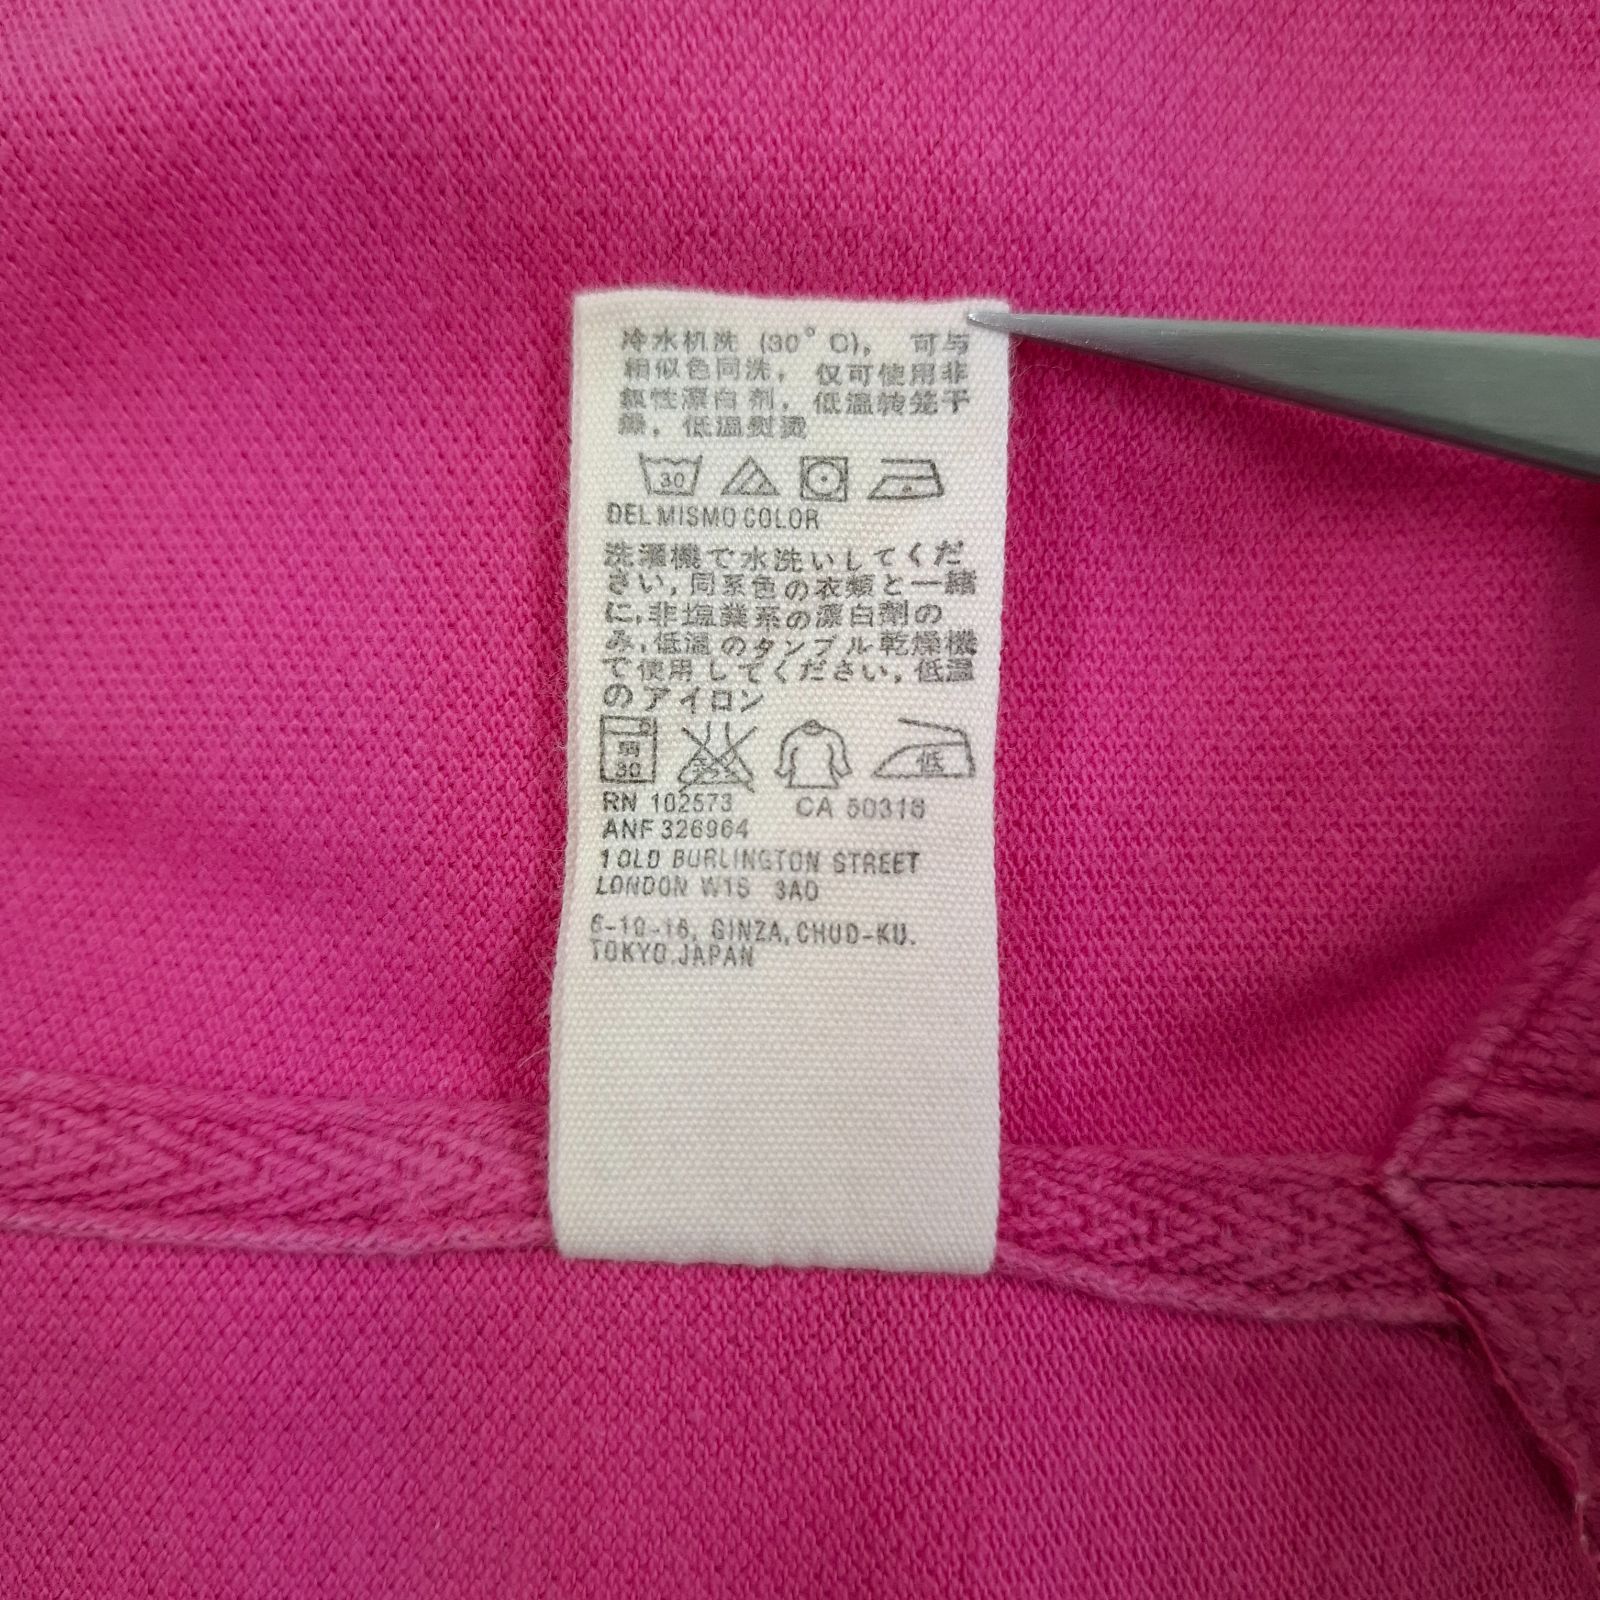 冷水机洗 (30°C), 可与
相似色同洗, 仅可使用非
氯性漂白剂, 低温转笼干
燥, 低温熨烫
30
DEL MISMO COLOR
洗濯機で水洗いしてくだ
さい,同系色の衣類と一緒
に,非塩業系の漂白剤の
み,低温のタンブル乾燥機
で使用してください,低温
のアイロン
弱 30 低
RN 102573 CA 50316
ANF 326964
1 OLD BURLINGTON STREET
LONDON W1S 3AD
6-10-16, GINZA, CHUO-KU.
TOKYO.JAPAN